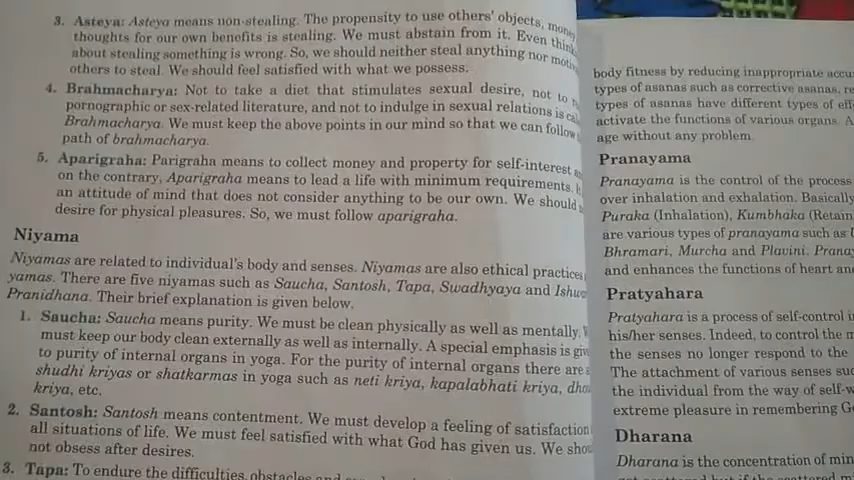 3. Asteya: Asteya means non-stealing. The propensity to use others' objects, money
thoughts for our own benefits is stealing. We must abstain from it. Even think
about stealing something is wrong. So, we should neither steal anything nor motiv
others to steal. We should feel satisfied with what we possess.
4. Brahmacharya: Not to take a diet that stimulates sexual desire, not to
pornographic or sex-related literature, and not to indulge in sexual relations is
Brahmacharya. We must keep the above points in our mind so that we can follow
path of brahmacharya.
5. Aparigraha: Parigraha means to collect money and property for self-interest
on the contrary, Aparigraha means to lead a life with minimum requirements.
an attitude of mind that does not consider anything to be our own. We should
desire for physical pleasures. So, we must follow aparigraha.
Niyama
Niyamas are related to individual's body and senses. Niyamas are also ethical practices
yamas. There are five niyamas such as Saucha, Santosh, Tapa, Swadhyaya and Ishw
Pranidhana. Their brief explanation is given below.
1. Saucha: Saucha means purity. We must be clean physically as well as mentally.
must keep our body clean externally as well as internally. A special emphasis is giv
to purity of internal organs in yoga. For the purity of internal organs there are
shudhi kriyas or shatkarmas in yoga such as neti kriya, kapalabhati kriya, dho
kriya, etc.
2. Santosh: Santosh means contentment. We must develop a feeling of satisfaction
all situations of life. We must feel satisfied with what God has given us. We shou
not obsess after desires.
3. Tapa: To endure the difficulties, obstacles and
body fitness by reducing inappropriate accu
types of asanas such as corrective asanas, re
types of asanas have different types of eff
activate the functions of various organs. A
age without any problem.
Pranayama
Pranayama is the control of the process
over inhalation and exhalation. Basically
Puraka (Inhalation), Kumbhaka (Retain
are various types of pranayama such as
Bhramari, Murcha and Plavini. Prana
and enhances the functions of heart an
Pratyahara
Pratyahara is a process of self-control i
his/her senses. Indeed, to control the m
the senses no longer respond to the
The attachment of various senses suc
the individual from the way of self-w
extreme pleasure in remembering G
Dharana
Dharana is the concentration of min